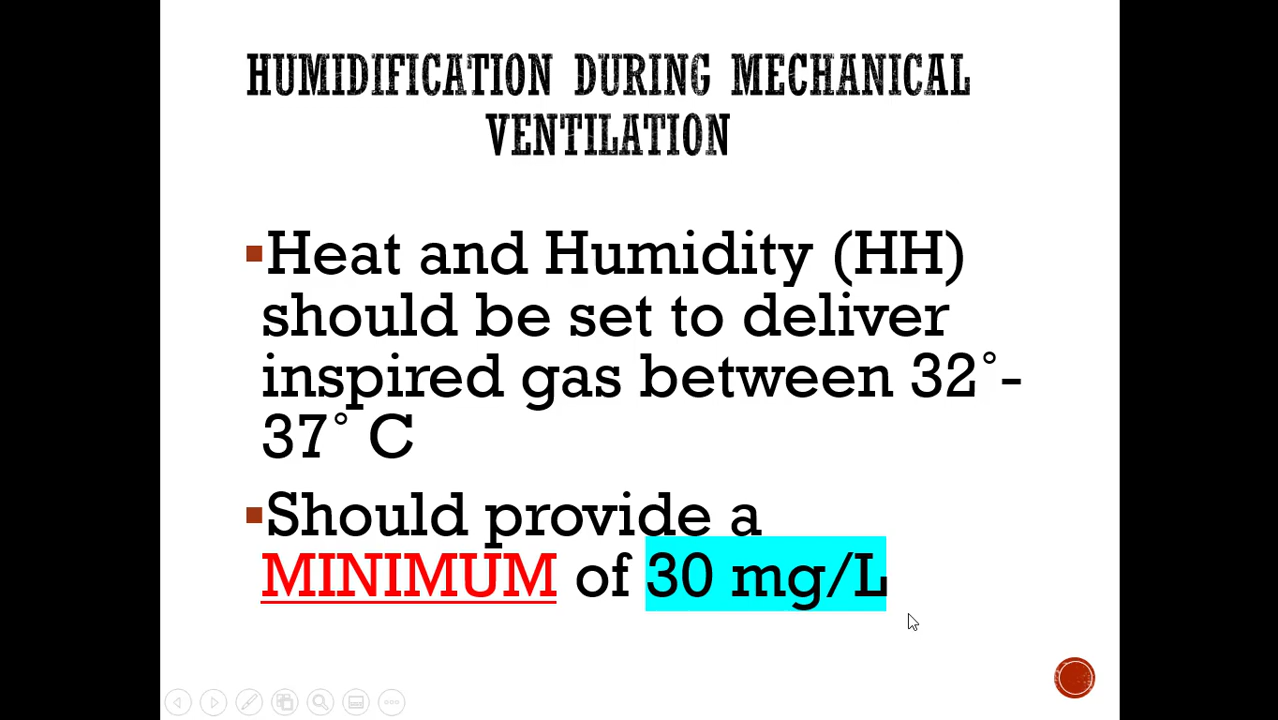 HUMIDIFICATION DURING MECHANICAL
VENTILATION
▪Heat and Humidity (HH)
should be set to deliver
inspired gas between 32˚-
37˚ C
▪Should provide a
MINIMUM of 30 mg/L